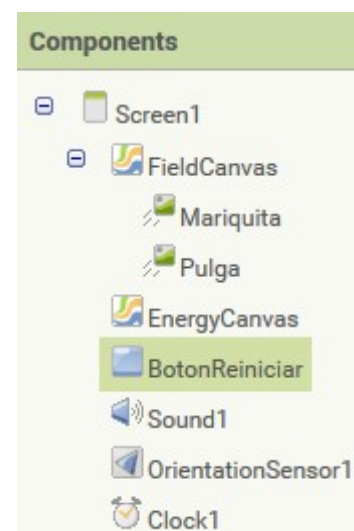 Components
Screen1
FieldCanvas
Mariquita
Pulga
EnergyCanvas
BotonReiniciar
Sound1
OrientationSensor1
Clock1